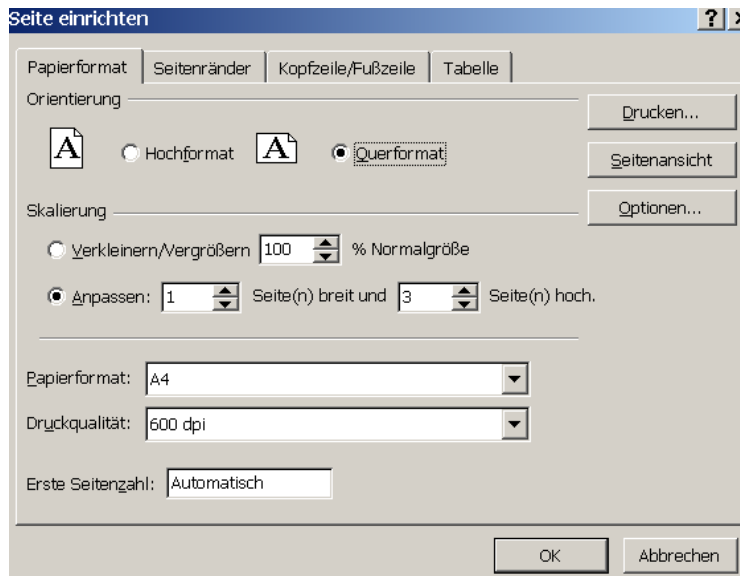 Seite einrichten
Papierformat Seitenränder Kopfzeile/Fußzeile Tabelle
Orientierung
Drucken...
A Hochformat A Querformat
Seitenansicht
Skalierung
Optionen...
Verkleinern/Vergrößern 100 % Normalgröße
Anpassen: 1 Seite(n) breit und 3 Seite(n) hoch.
Papierformat: A4
Druckqualität: 600 dpi
Erste Seitenzahl: Automatisch
OK Abbrechen